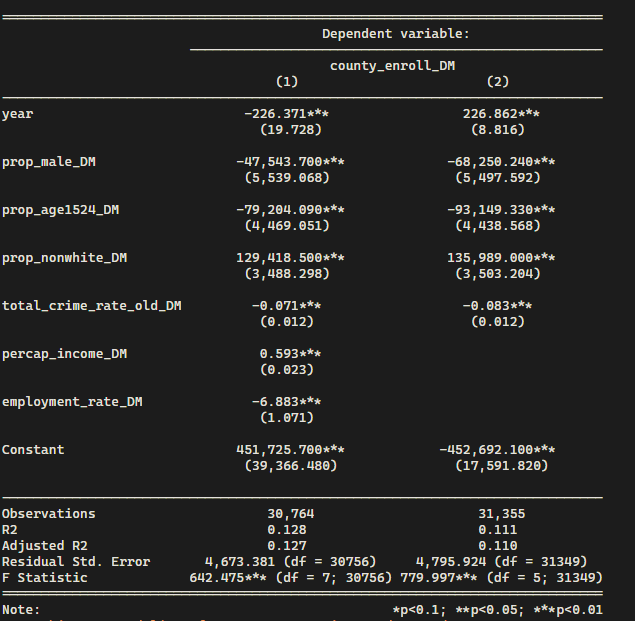 Dependent variable:
county_enroll_DM
(1) (2)
year -226.371*** 226.862***
(19.728) (8.816)
prop_male_DM -47,543.700*** -68,250.240***
(5,539.068) (5,497.592)
prop_age1524_DM -79,204.090*** -93,149.330***
(4,469.051) (4,438.568)
prop_nonwhite_DM 129,418.500*** 135,989.000***
(3,488.298) (3,503.204)
total_crime_rate_old_DM -0.071*** -0.083***
(0.012) (0.012)
percap_income_DM 0.593***
(0.023)
employment_rate_DM -6.883***
(1.071)
Constant 451,725.700*** -452,692.100***
(39,366.480) (17,591.820)
Observations 30,764 31,355
R2 0.128 0.111
Adjusted R2 0.127 0.110
Residual Std. Error 4,673.381 (df = 30756) 4,795.924 (df = 31349)
F Statistic 642.475*** (df = 7; 30756) 779.997*** (df = 5; 31349)
Note: *p<0.1; **p<0.05; ***p<0.01